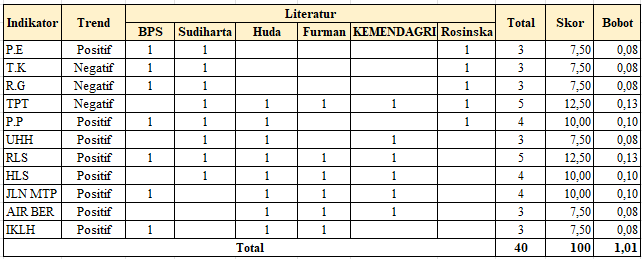 Indikator Trend Literatur Total Skor Bobot
BPS Sudiharta Huda Furman KEMENDAGRI Rosinska
P.E Positif 1 1 1 3 7,50 0,08
T.K Negatif 1 1 1 3 7,50 0,08
R.G Negatif 1 1 1 3 7,50 0,08
TPT Negatif 1 1 1 1 1 5 12,50 0,13
P.P Positif 1 1 1 1 4 10,00 0,10
UHH Positif 1 1 1 3 7,50 0,08
RLS Positif 1 1 1 1 1 5 12,50 0,13
HLS Positif 1 1 1 1 4 10,00 0,10
JLN MTP Positif 1 1 1 1 4 10,00 0,10
AIR BER Positif 1 1 1 3 7,50 0,08
IKLH Positif 1 1 1 3 7,50 0,08
Total 40 100 1,01